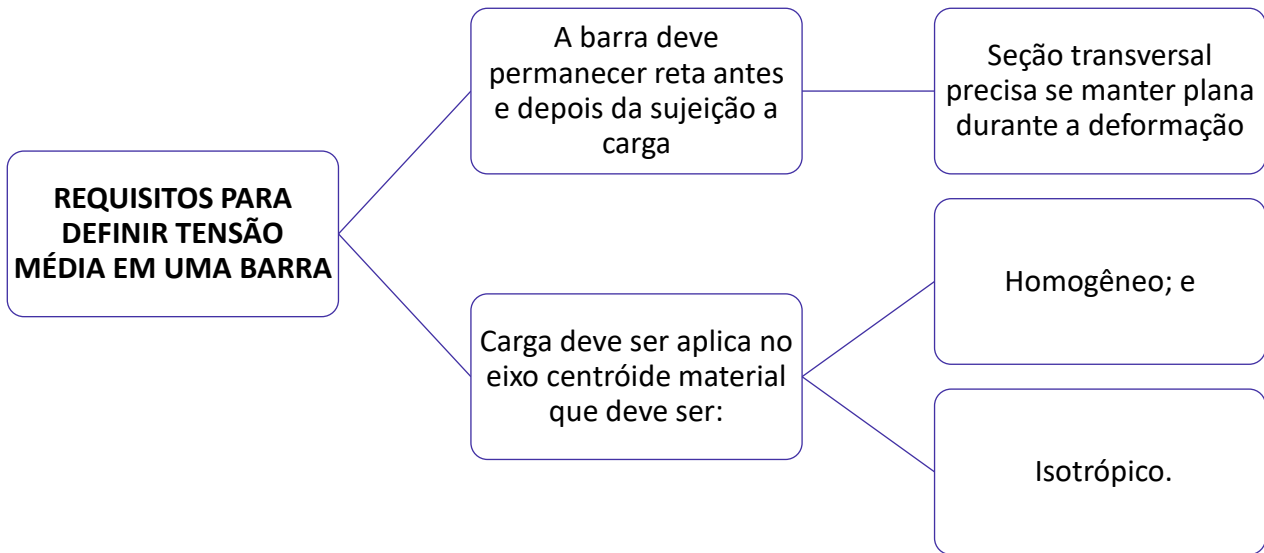 REQUISITOS PARA
DEFINIR TENSÃO
MÉDIA EM UMA BARRA
A barra deve
permanecer reta antes
e depois da sujeição a
carga
Seção transversal
precisa se manter plana
durante a deformação
Carga deve ser aplica no
eixo centróide material
que deve ser:
Homogêneo; e
Isotrópico.